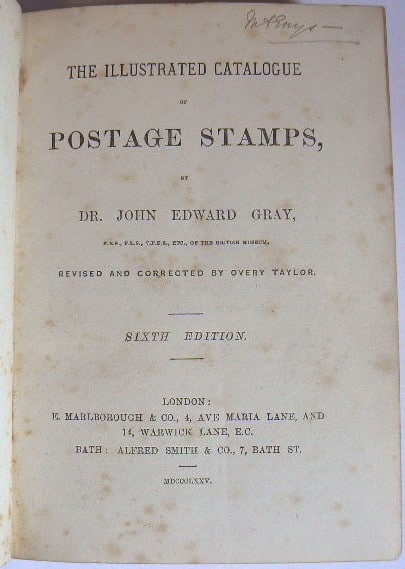 THE ILLUSTRATED CATALOGUE
OF
POSTAGE STAMPS,
BY
DR. JOHN EDWARD GRAY,
F.R.S., F.L.S., V.P.Z.S., ETC., OF THE BRITISH MUSEUM,
REVISED AND CORRECTED BY OVERY TAYLOR.
SIXTH EDITION.
LONDON:
E. MARLBOROUGH & CO., 4, AVE MARIA LANE, AND
14, WARWICK LANE, E.C.
BATH: ALFRED SMITH & CO., 7, BATH ST.
MDCCCLXXV.